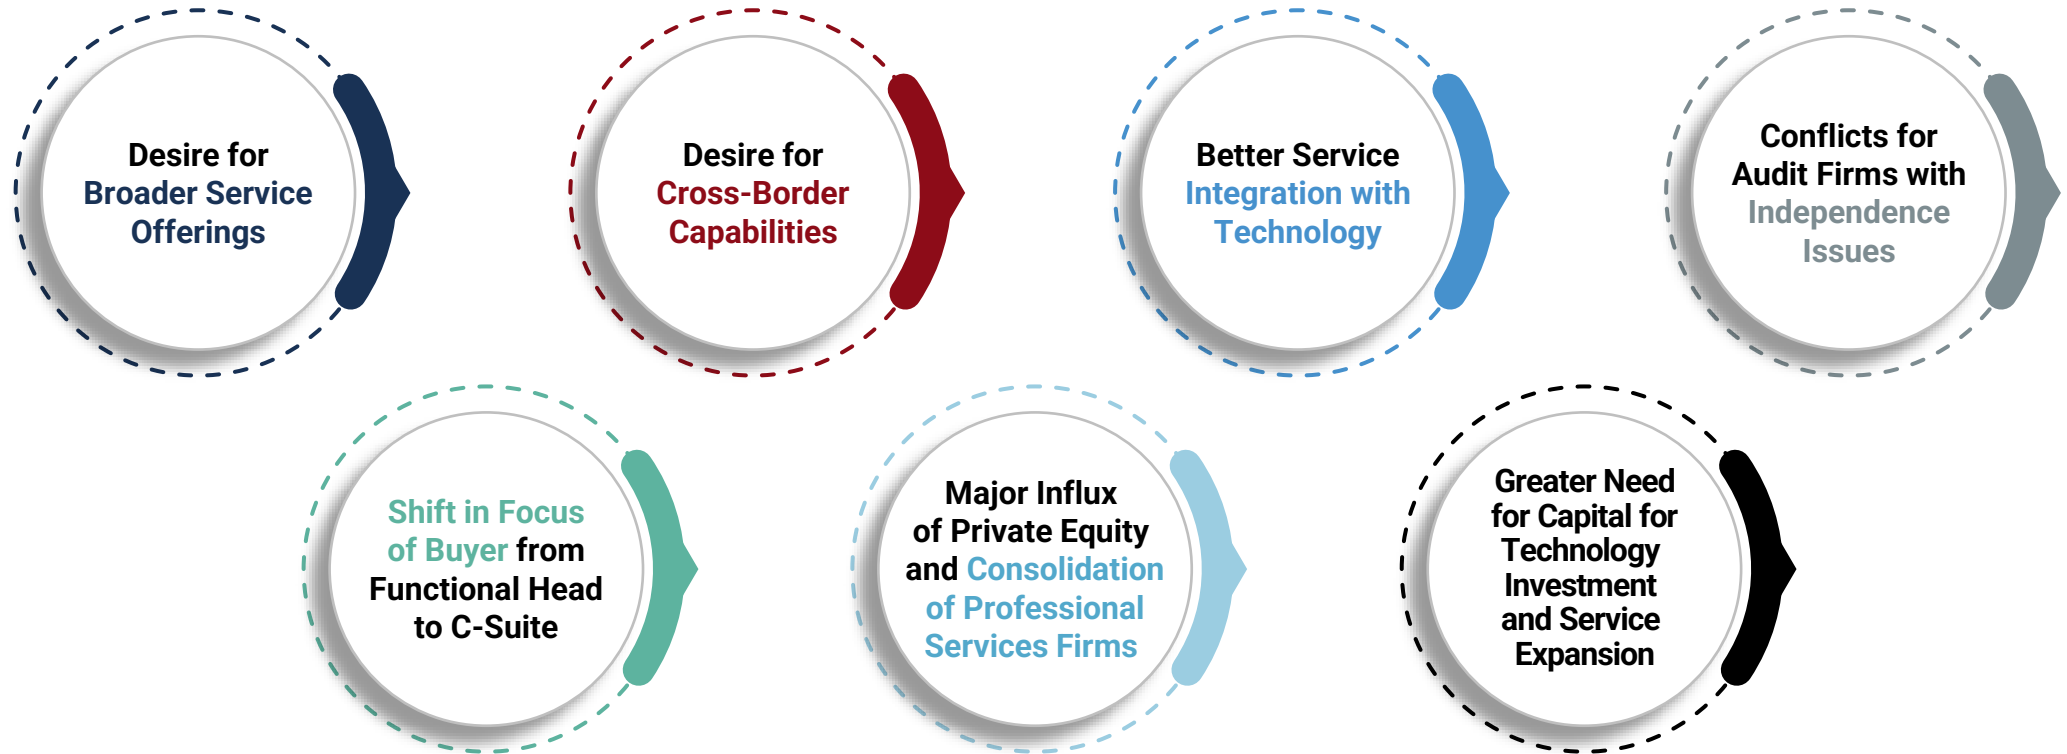 Desire for
Broader Service
Offerings
Desire for
Cross-Border
Capabilities
Better Service
Integration with
Technology
Conflicts for
Audit Firms with
Independence
Issues
Shift in Focus
of Buyer from
Functional Head
to C-Suite
Major Influx
of Private Equity
and Consolidation
of Professional
Services Firms
Greater Need
for Capital for
Technology
Investment
and Service
Expansion